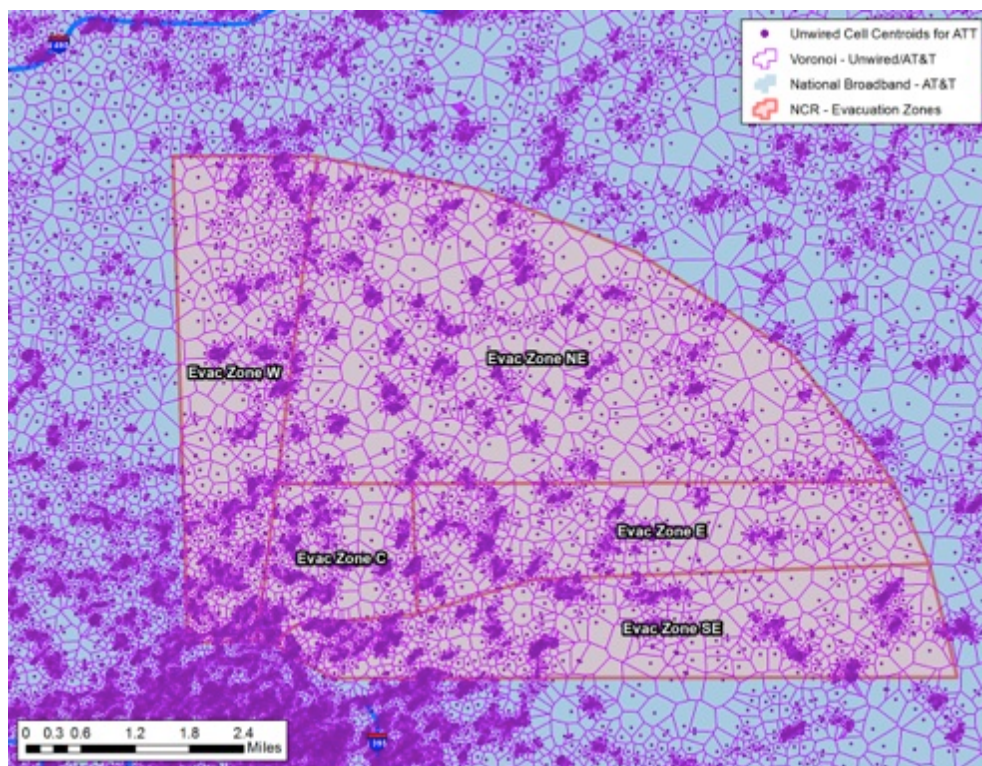 Unwired Cell Centroids for ATT
Voronoi - Unwired/AT&T
National Broadband - AT&T
NCR - Evacuation Zones
Evac Zone NE
Evac Zone W
Evac Zone E
Evac Zone C
Evac Zone SE
0 0.3 0.6 1.2 1.8 2.4
Miles